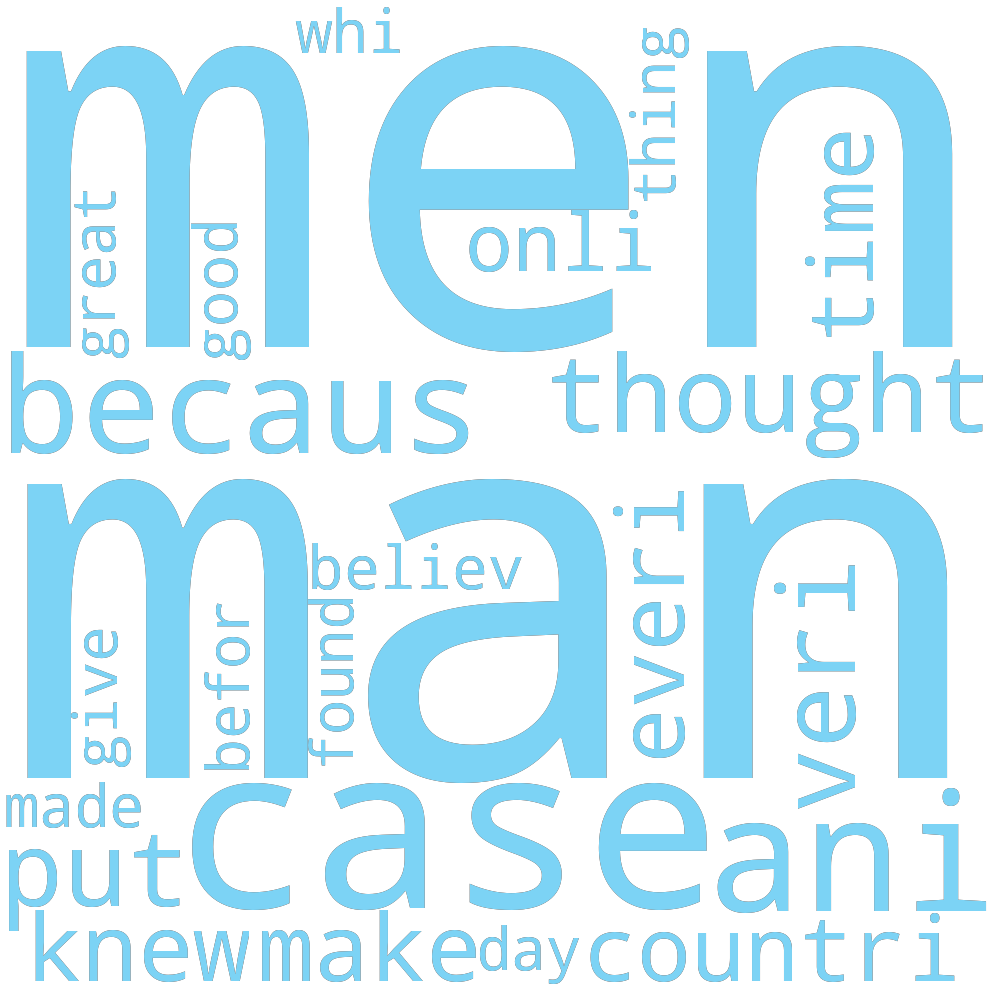 whi
men
thing
time
great
good
onli
becaus
thought
man
believ
everi
veri
give
befor
found
made
case
ani
put
knew
make
day
countri